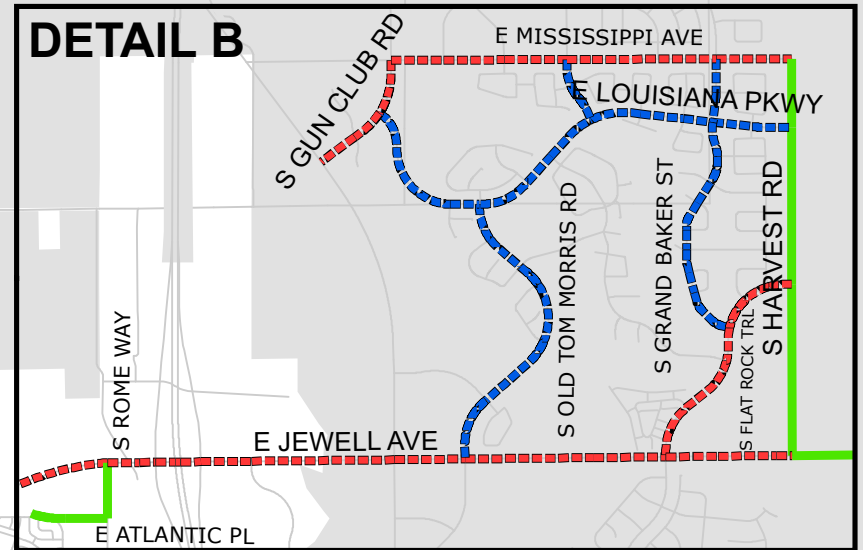 DETAIL B
E MISSISSIPPI AVE
S GUN CLUB RD
E LOUISIANA PKWY
S OLD TOM MORRIS RD
S GRAND BAKER ST
S HARVEST RD
S FLAT ROCK TRL
S ROME WAY
E JEWELL AVE
E ATLANTIC PL